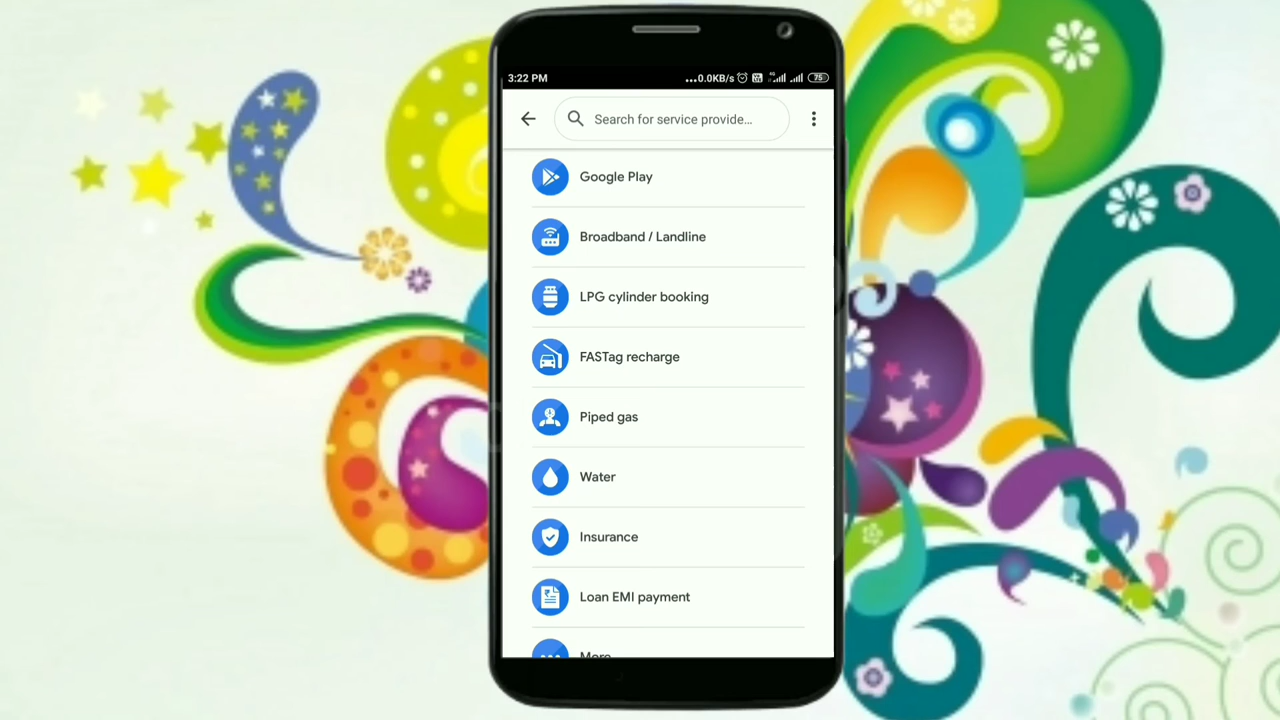 3:22 PM
...0.0KB/s
75
Search for service provide...
Google Play
Broadband / Landline
LPG cylinder booking
FASTag recharge
Piped gas
Water
Insurance
Loan EMI payment
More